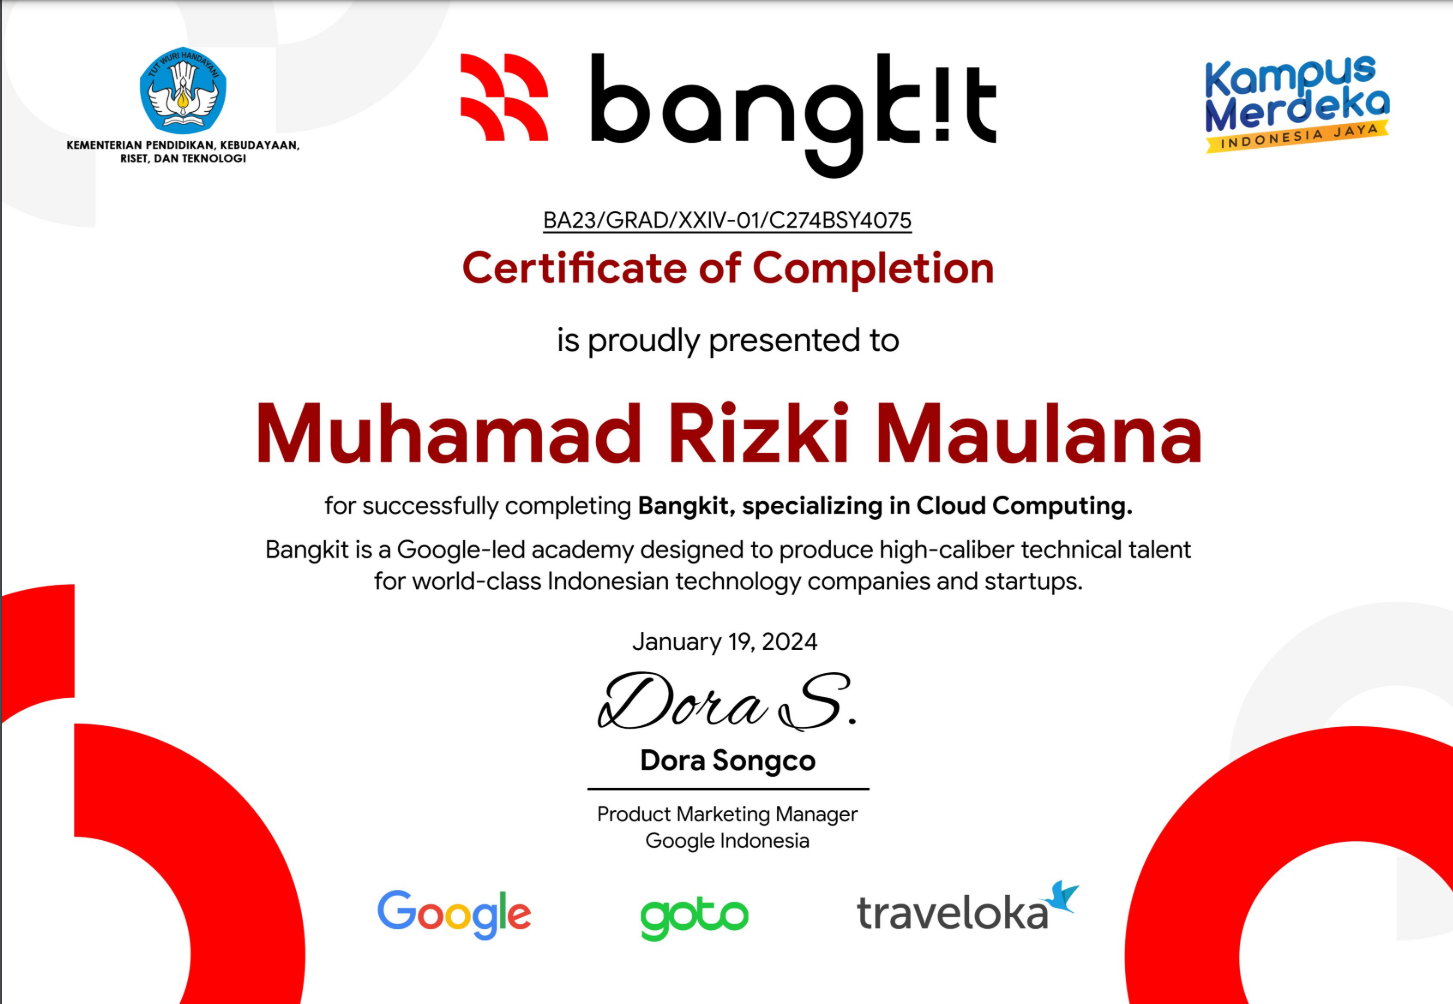 TUT WURI HANDAYANI
KEMENTERIAN PENDIDIKAN, KEBUDAYAAN,
RISET, DAN TEKNOLOGI
bangk!t
Kampus
Merdeka
INDONESIA JAYA
BA23/GRAD/XXIV-01/C274BSY4075
Certificate of Completion
is proudly presented to
Muhamad Rizki Maulana
for successfully completing Bangkit, specializing in Cloud Computing.
Bangkit is a Google-led academy designed to produce high-caliber technical talent
for world-class Indonesian technology companies and startups.
January 19, 2024
Dora S.
Dora Songco
Product Marketing Manager
Google Indonesia
Google
goto
traveloka